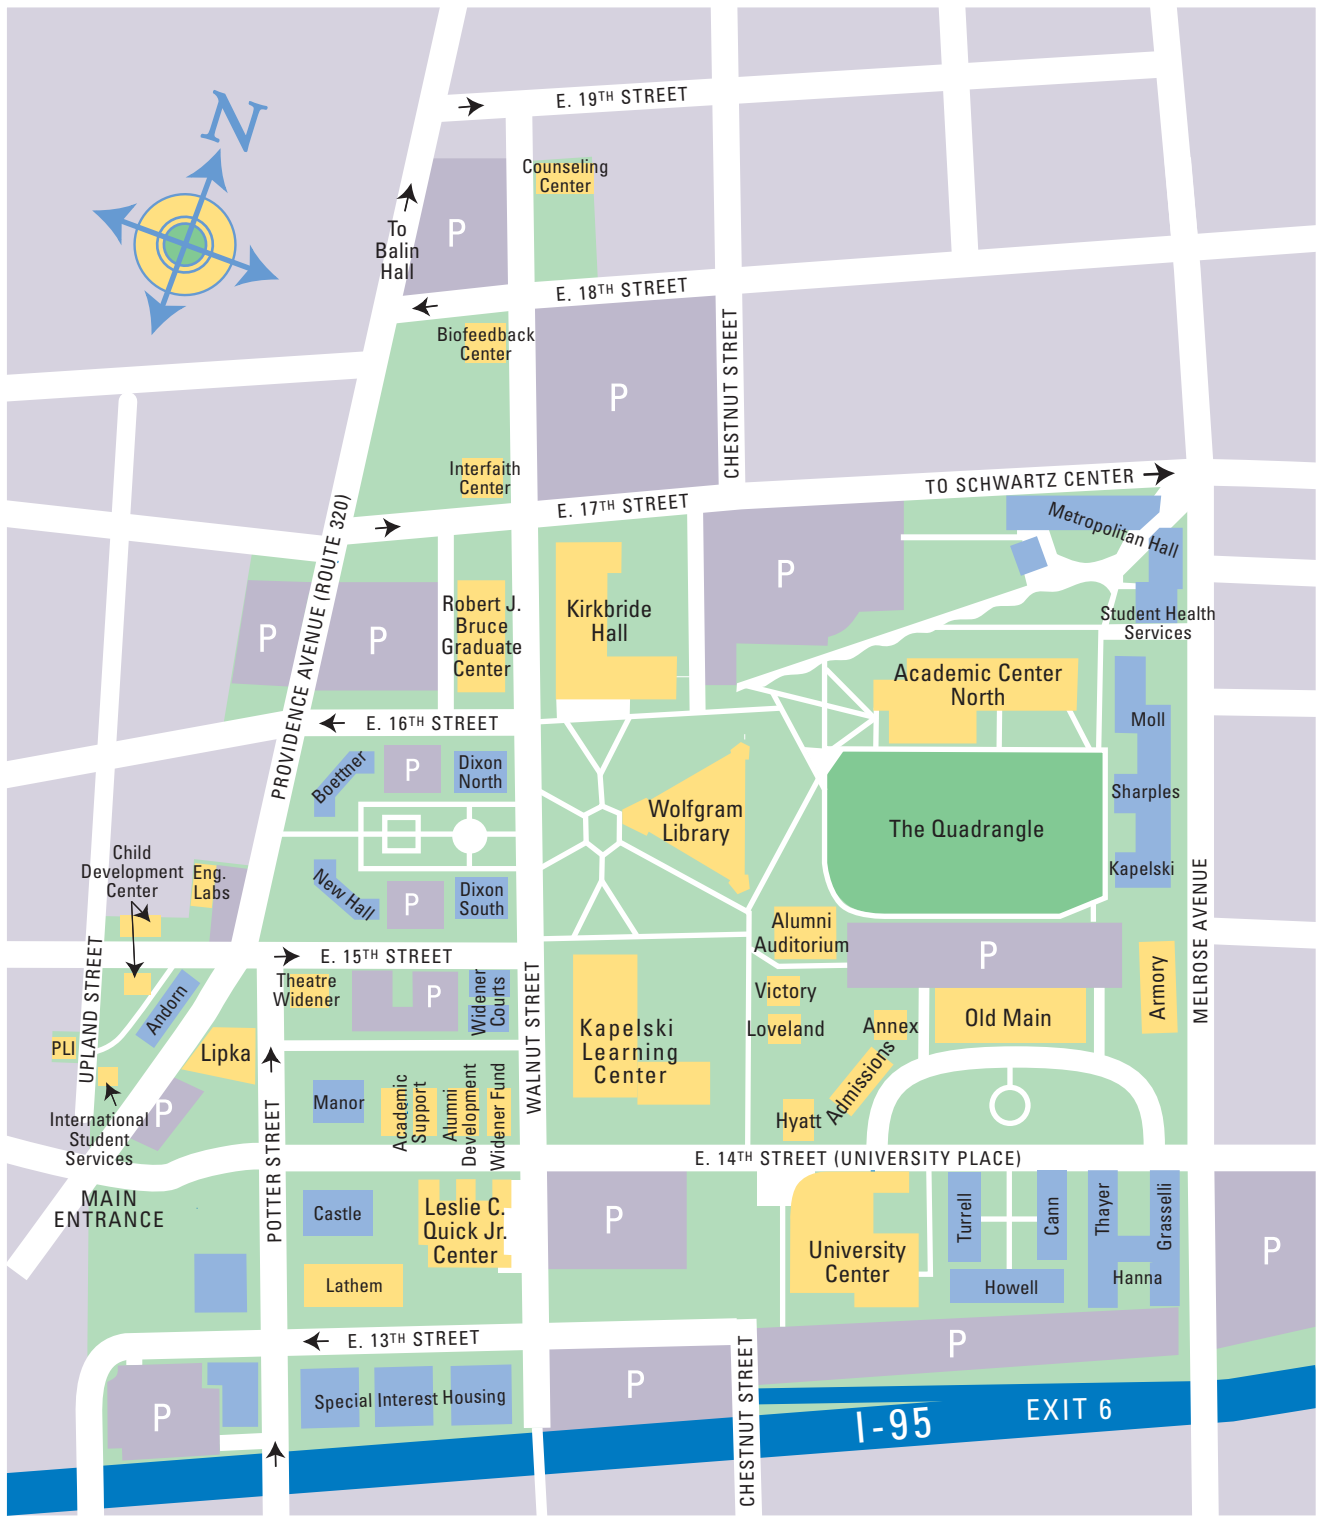 N
E. 19TH STREET
Counseling
Center
P
To
Balin
Hall
E. 18TH STREET
Biofeedback
Center
CHESTNUT STREET
P
Interfaith
Center
E. 17TH STREET
TO SCHWARTZ CENTER
Metropolitan Hall
PROVIDENCE AVENUE (ROUTE 320)
P
P
P
Robert J.
Bruce
Graduate
Center
Kirkbride
Hall
Student Health
Services
Academic Center
North
E. 16TH STREET
Moll
Boettner
P
Dixon
North
Wolfgram
Library
The Quadrangle
Sharples
Child
Development
Center
Eng.
Labs
New Hall
P
Dixon
South
Kapelski
MELROSE AVENUE
Alumni
Auditorium
P
E. 15TH STREET
UPLAND STREET
Andorn
Theatre
Widener
P
Widener
Courts
WALNUT STREET
Victory
Armory
Kapelski
Learning
Center
Loveland
Annex
Old Main
PLI
Lipka
Admissions
Manor
Academic
Support
Alumni
Development
Widener Fund
Hyatt
P
International
Student
Services
POTTER STREET
E. 14TH STREET (UNIVERSITY PLACE)
MAIN
ENTRANCE
Castle
Leslie C.
Quick Jr.
Center
P
University
Center
Turrell
Cann
Thayer
Grasselli
P
Lathem
Howell
Hanna
E. 13TH STREET
P
CHESTNUT STREET
P
P
Special Interest Housing
I-95
EXIT 6